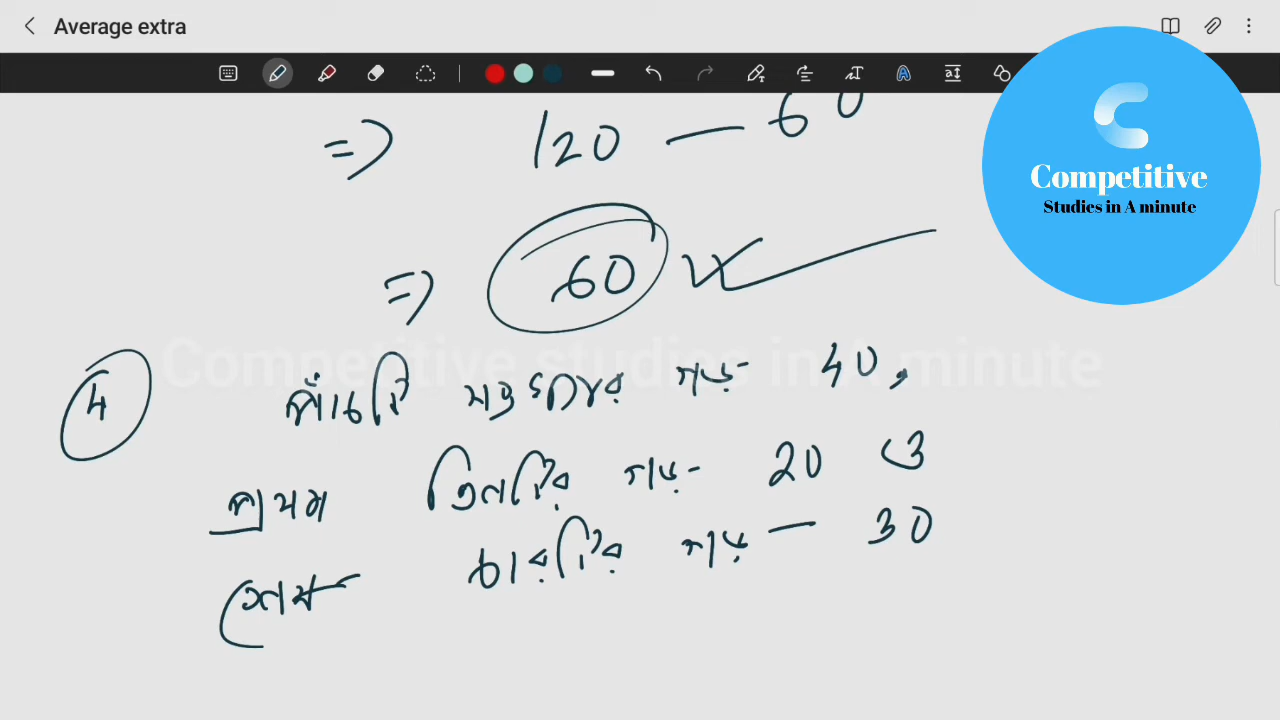 Average extra
Competitive
Studies in A minute
=> 120 — 60
=> 60
Competitive studies in A minute
4 পাঁচটি সংখ্যার গড় 40,
প্রথম তিনটির গড়- 20 ও
শেষ চারটির গড় — 30